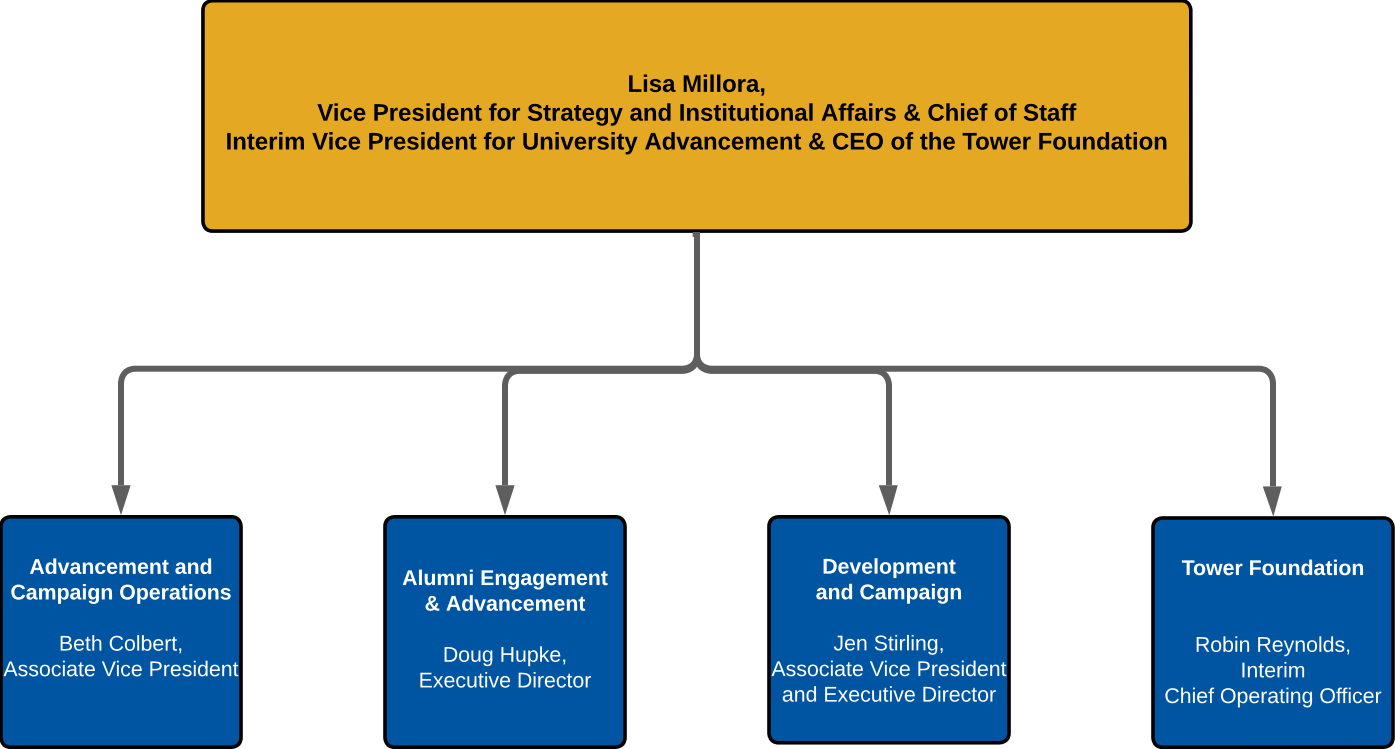 Lisa Millora,
Vice President for Strategy and Institutional Affairs & Chief of Staff
Interim Vice President for University Advancement & CEO of the Tower Foundation
Advancement and
Campaign Operations
Beth Colbert,
Associate Vice President
Alumni Engagement
& Advancement
Doug Hupke,
Executive Director
Development
and Campaign
Jen Stirling,
Associate Vice President
and Executive Director
Tower Foundation
Robin Reynolds,
Interim
Chief Operating Officer